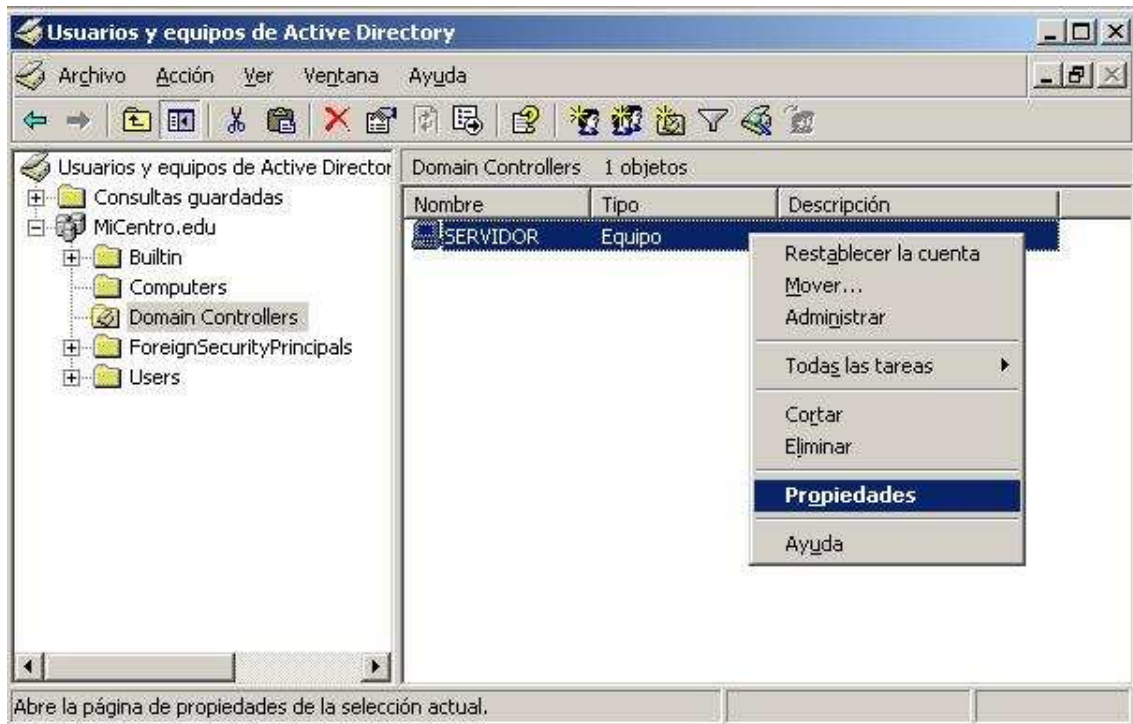 Usuarios y equipos de Active Directory
Archivo Acción Ver Ventana Ayuda
Usuarios y equipos de Active Director
Consultas guardadas
MiCentro.edu
Builtin
Computers
Domain Controllers
ForeignSecurityPrincipals
Users
Domain Controllers 1 objetos
Nombre Tipo Descripción
SERVIDOR Equipo
Restablecer la cuenta
Mover...
Administrar
Todas las tareas
Cortar
Eliminar
Propiedades
Ayuda
Abre la página de propiedades de la selección actual.